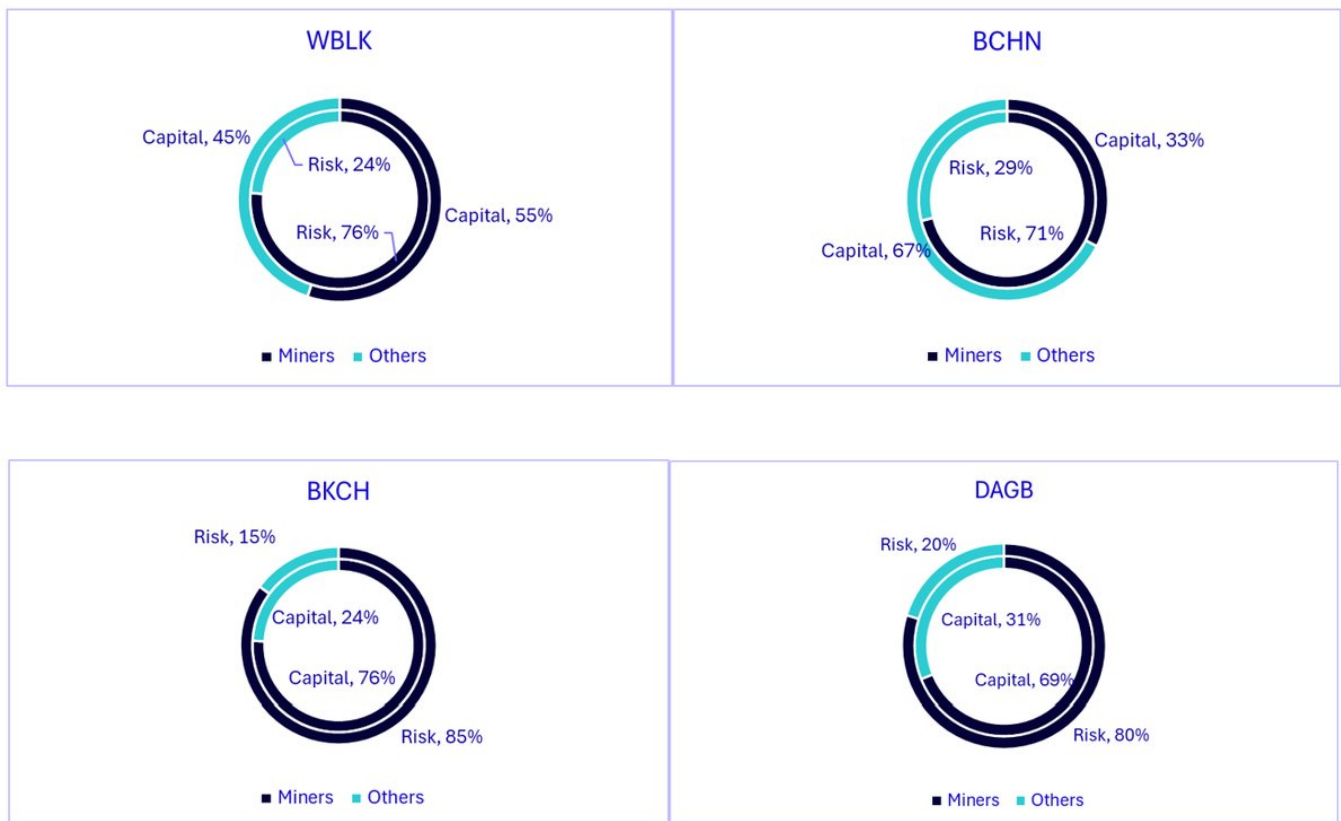 WBLK
Capital, 45%
Risk, 24%
Risk, 76%
Capital, 55%
Miners Others
BCHN
Capital, 33%
Risk, 29%
Risk, 71%
Capital, 67%
Miners Others
BKCH
Risk, 15%
Capital, 24%
Capital, 76%
Risk, 85%
Miners Others
DAGB
Risk, 20%
Capital, 31%
Capital, 69%
Risk, 80%
Miners Others